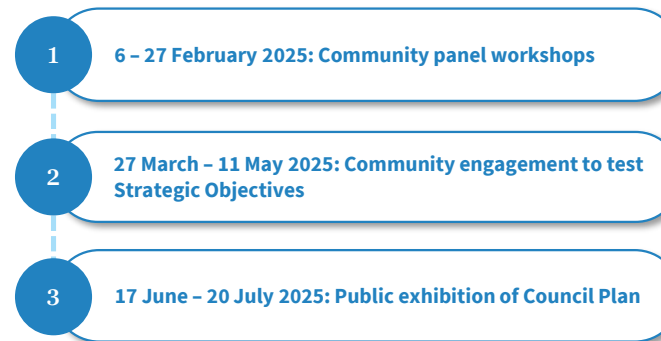 1
6 – 27 February 2025: Community panel workshops
2
27 March – 11 May 2025: Community engagement to test
Strategic Objectives
3
17 June – 20 July 2025: Public exhibition of Council Plan